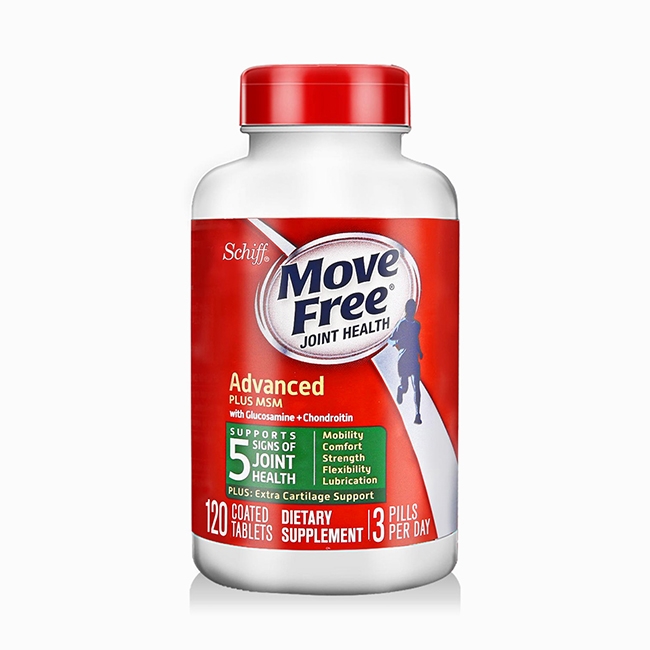 Schiff®
Move
Free®
JOINT HEALTH
Advanced
PLUS MSM
with Glucosamine + Chondroitin
SUPPORTS
5 SIGNS OF
JOINT
HEALTH
Mobility
Comfort
Strength
Flexibility
Lubrication
PLUS: Extra Cartilage Support
120 COATED
TABLETS
DIETARY
SUPPLEMENT
3 PILLS
PER DAY